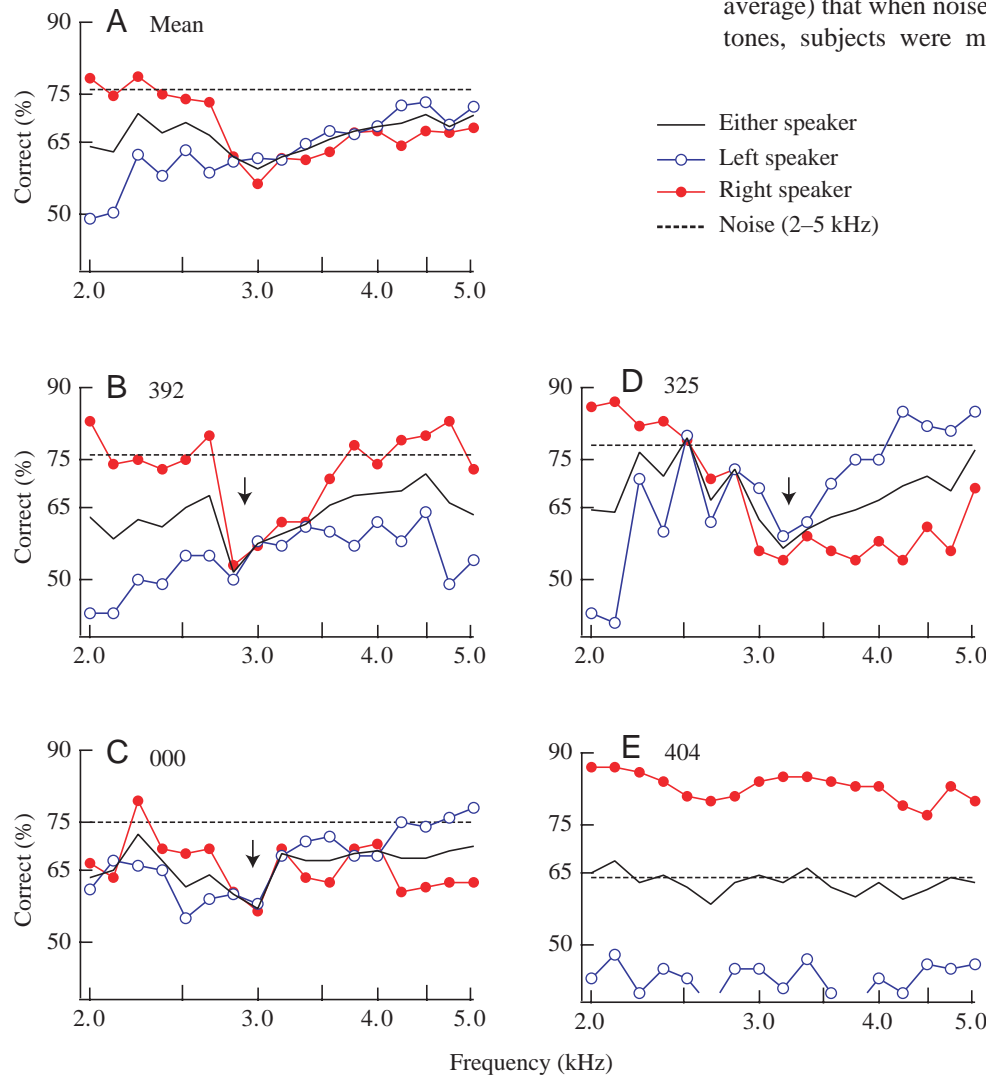 average) that when noise
tones, subjects were m
A Mean
90
75
65
50
Correct (%)
2.0 3.0 4.0 5.0
Either speaker
Left speaker
Right speaker
Noise (2–5 kHz)
B 392
90
75
65
50
Correct (%)
2.0 3.0 4.0 5.0
D 325
90
75
65
50
2.0 3.0 4.0 5.0
C 000
90
75
65
50
Correct (%)
2.0 3.0 4.0 5.0
E 404
90
75
65
50
2.0 3.0 4.0 5.0
Frequency (kHz)